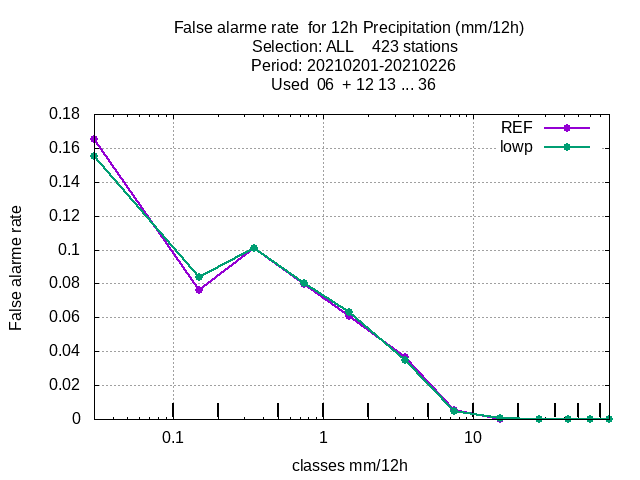 False alarme rate  for 12h Precipitation (mm/12h)
Selection: ALL    423 stations
Period: 20210201-20210226
Used  06  + 12 13 ... 36
REF
lowp
False alarme rate
0.18
0.16
0.14
0.12
0.1
0.08
0.06
0.04
0.02
0
0.1 1 10
classes mm/12h